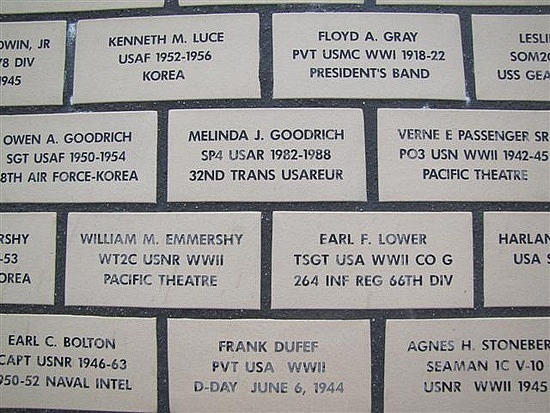 DWIN, JR
78 DIV
1945
KENNETH M. LUCE
USAF 1952-1956
KOREA
FLOYD A. GRAY
PVT USMC WWI 1918-22
PRESIDENT'S BAND
LESLI
SOM2C
USS GEA
OWEN A. GOODRICH
SGT USAF 1950-1954
8TH AIR FORCE-KOREA
MELINDA J. GOODRICH
SP4 USAR 1982-1988
32ND TRANS USAREUR
VERNE E PASSENGER SR
PO3 USN WWII 1942-45
PACIFIC THEATRE
ERSHY
-53
OREA
WILLIAM M. EMMERSHY
WT2C USNR WWII
PACIFIC THEATRE
EARL F. LOWER
TSGT USA WWII CO G
264 INF REG 66TH DIV
HARLAN
USA S
EARL C. BOLTON
CAPT USNR 1946-63
950-52 NAVAL INTEL
FRANK DUFEF
PVT USA WWII
D-DAY JUNE 6, 1944
AGNES H. STONEBER
SEAMAN 1C V-10
USNR WWII 1945